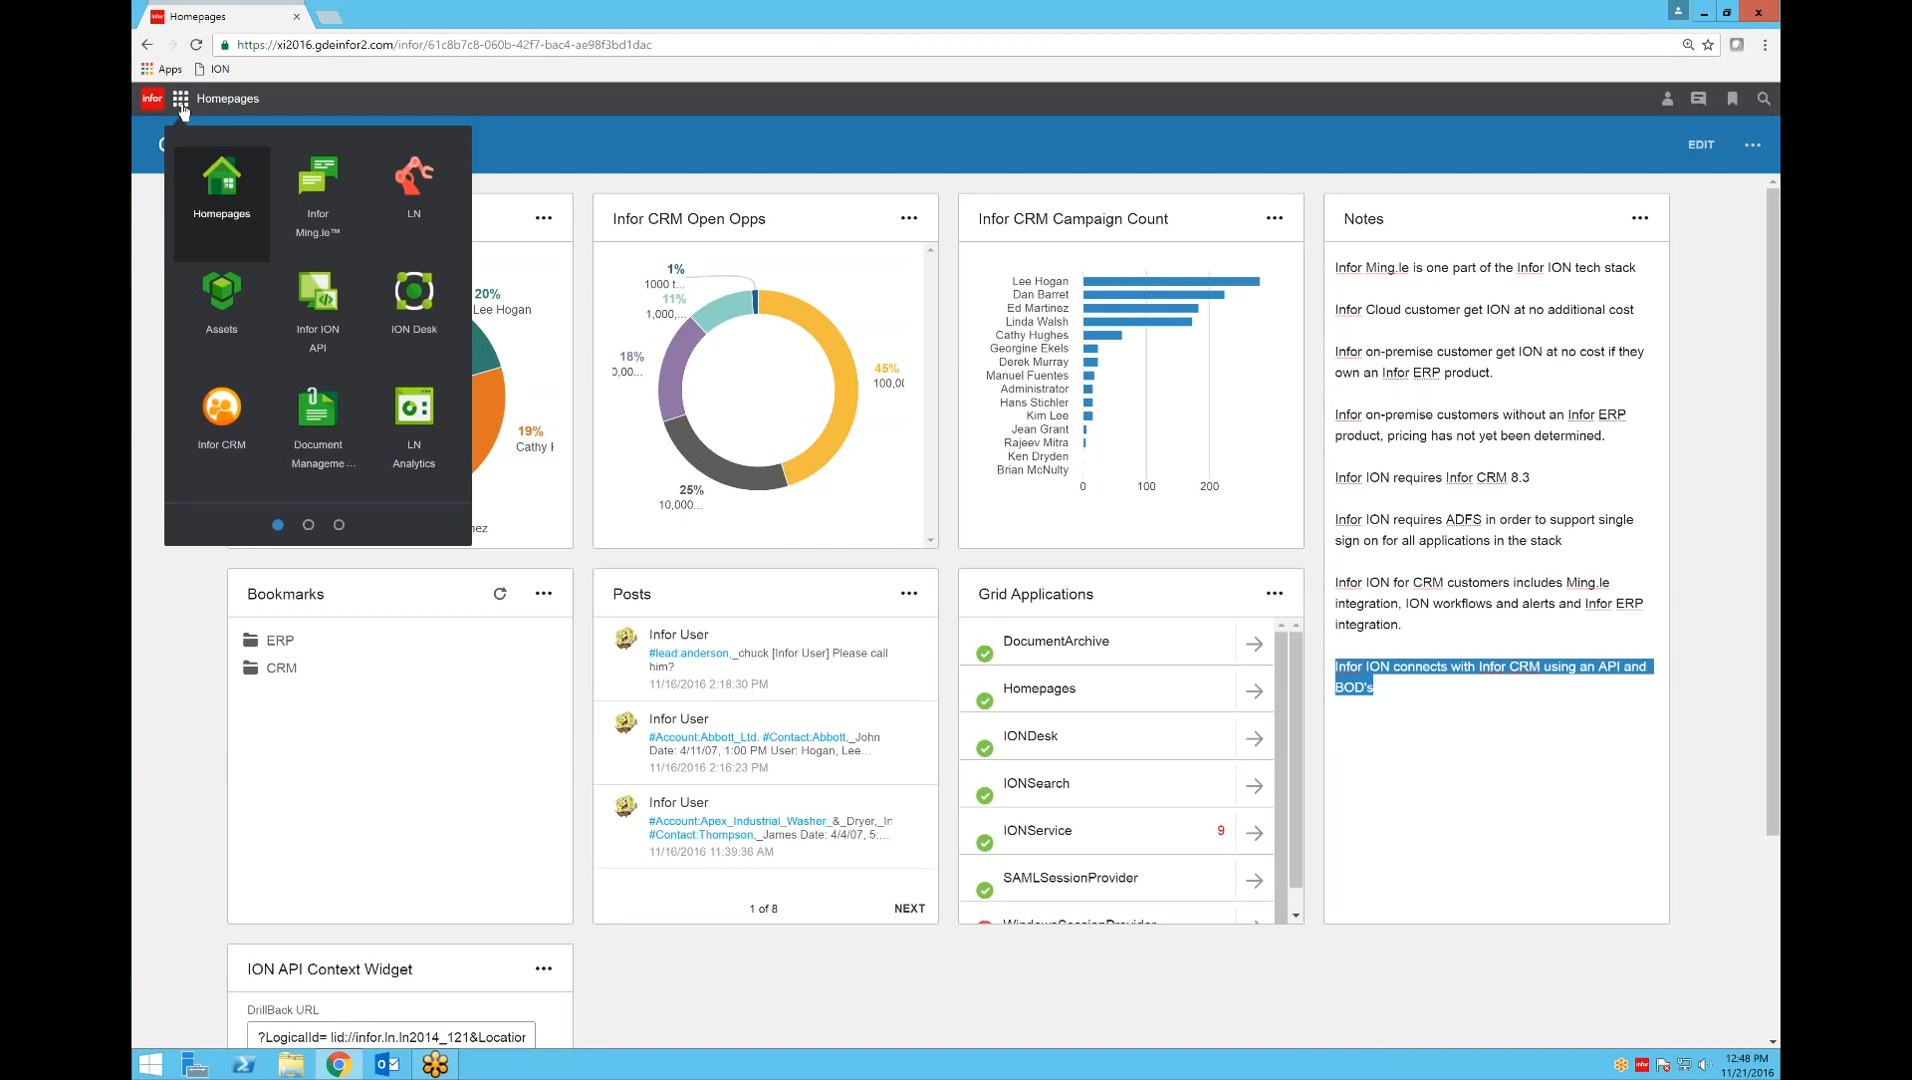 infor Homepages
https://xi2016.gdeinfor2.com/infor/61c8b7c8-060b-42f7-bac4-ae98f3bd1dac
Apps ION
infor Homepages
EDIT
Homepages
Infor
Ming.le™
LN
Assets
Infor ION
API
ION Desk
Infor CRM
Document
Manageme...
LN
Analytics
20%
Lee Hogan
19%
Cathy H
nez
Infor CRM Open Opps
1%
1000 t...
11%
1,000,...
18%
0,00...
45%
100,0(
25%
10,000...
Infor CRM Campaign Count
Lee Hogan
Dan Barret
Ed Martinez
Linda Walsh
Cathy Hughes
Georgine Ekels
Derek Murray
Manuel Fuentes
Administrator
Hans Stichler
Kim Lee
Jean Grant
Rajeev Mitra
Ken Dryden
Brian McNulty
0 100 200
Notes
Infor Ming.le is one part of the Infor ION tech stack
Infor Cloud customer get ION at no additional cost
Infor on-premise customer get ION at no cost if they
own an Infor ERP product.
Infor on-premise customers without an Infor ERP
product, pricing has not yet been determined.
Infor ION requires Infor CRM 8.3
Infor ION requires ADFS in order to support single
sign on for all applications in the stack
Infor ION for CRM customers includes Ming.le
integration, ION workflows and alerts and Infor ERP
integration.
Infor ION connects with Infor CRM using an API and
BOD's
Bookmarks
ERP
CRM
Posts
Infor User
#lead:anderson,_chuck [Infor User] Please call
him?
11/16/2016 2:18:30 PM
Infor User
#Account:Abbott_Ltd. #Contact:Abbott,_John
Date: 4/11/07, 1:00 PM User: Hogan, Lee...
11/16/2016 2:16:23 PM
Infor User
#Account:Apex_Industrial_Washer_&_Dryer,_In
#Contact:Thompson,_James Date: 4/4/07, 5:...
11/16/2016 11:39:36 AM
1 of 8 NEXT
Grid Applications
DocumentArchive
Homepages
IONDesk
IONSearch
IONService 9
SAMLSessionProvider
WindowsSessionProvider
ION API Context Widget
DrillBack URL
?LogicalId= lid://infor.ln.ln2014_121&Location
12:48 PM
11/21/2016